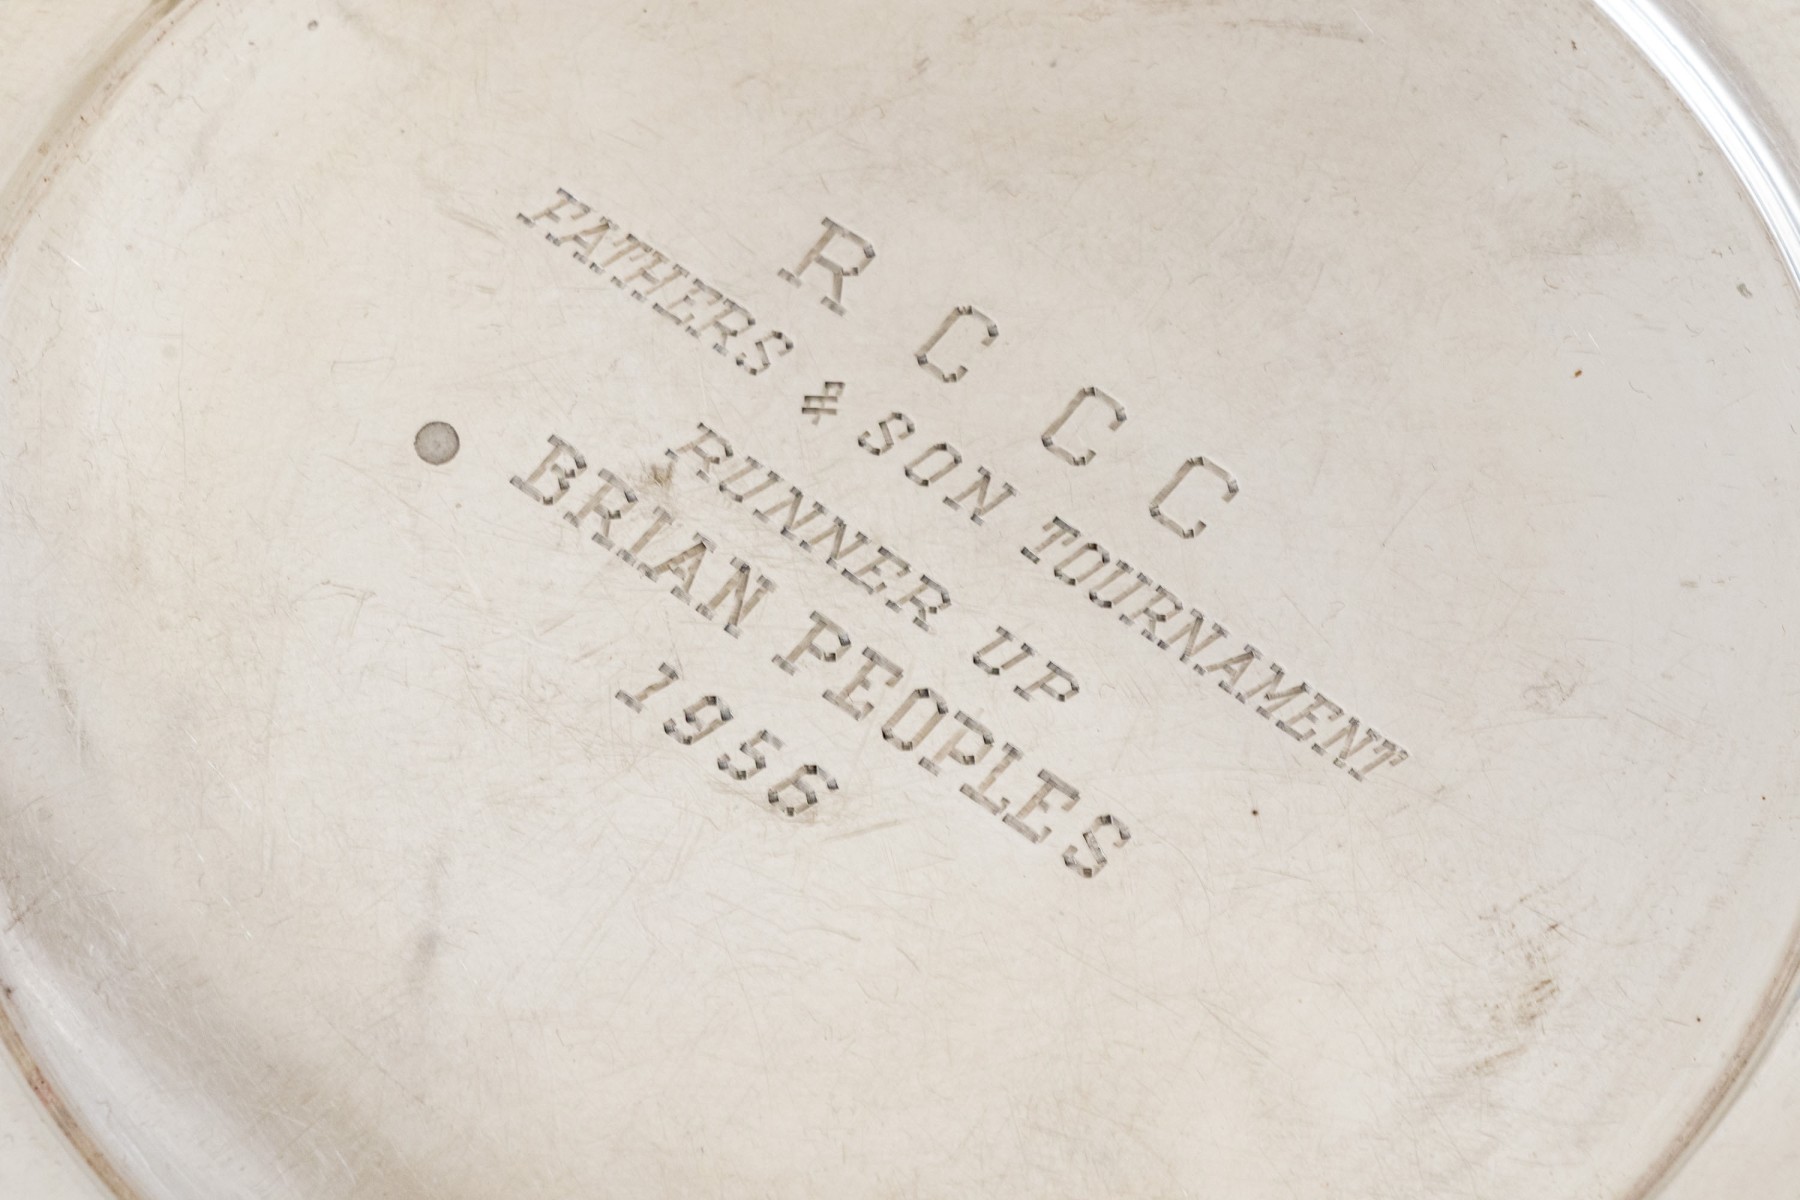 R C C C
FATHERS & SON TOURNAMENT
RUNNER UP
BRIAN PEOPLES
1956